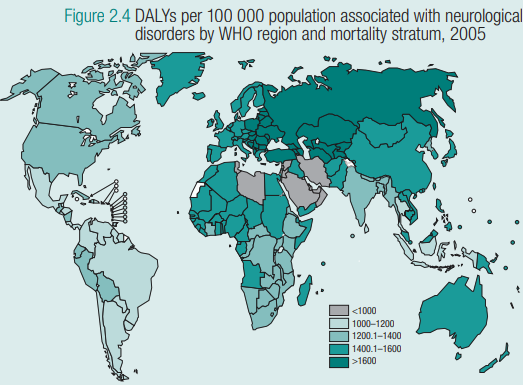 Figure 2.4 DALYs per 100 000 population associated with neurological
disorders by WHO region and mortality stratum, 2005
<1000
1000–1200
1200.1–1400
1400.1–1600
>1600